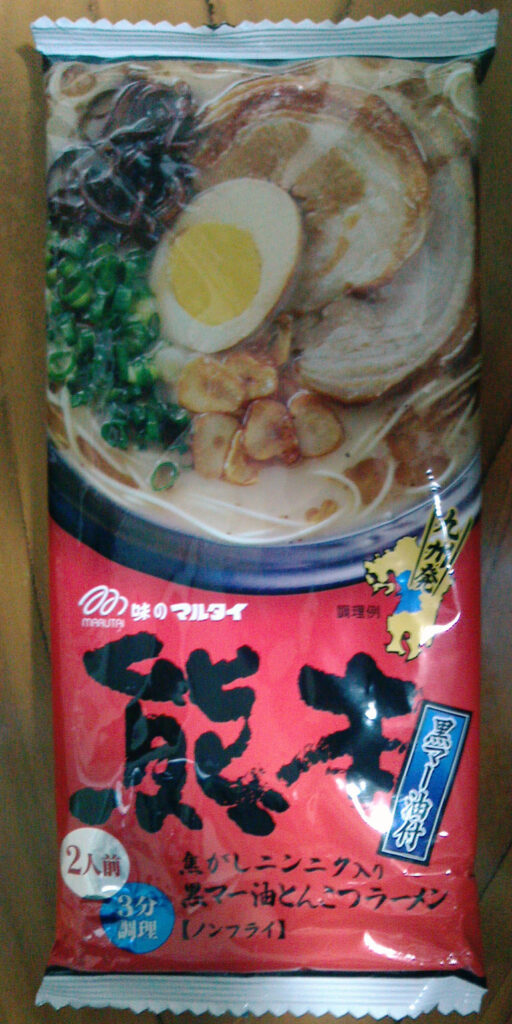 九州発
MARUTAI 味のマルタイ
調理例
熊本
黒マー油付
2人前
焦がしニンニク入り
黒マー油とんこつラーメン
3分
調理
【ノンフライ】